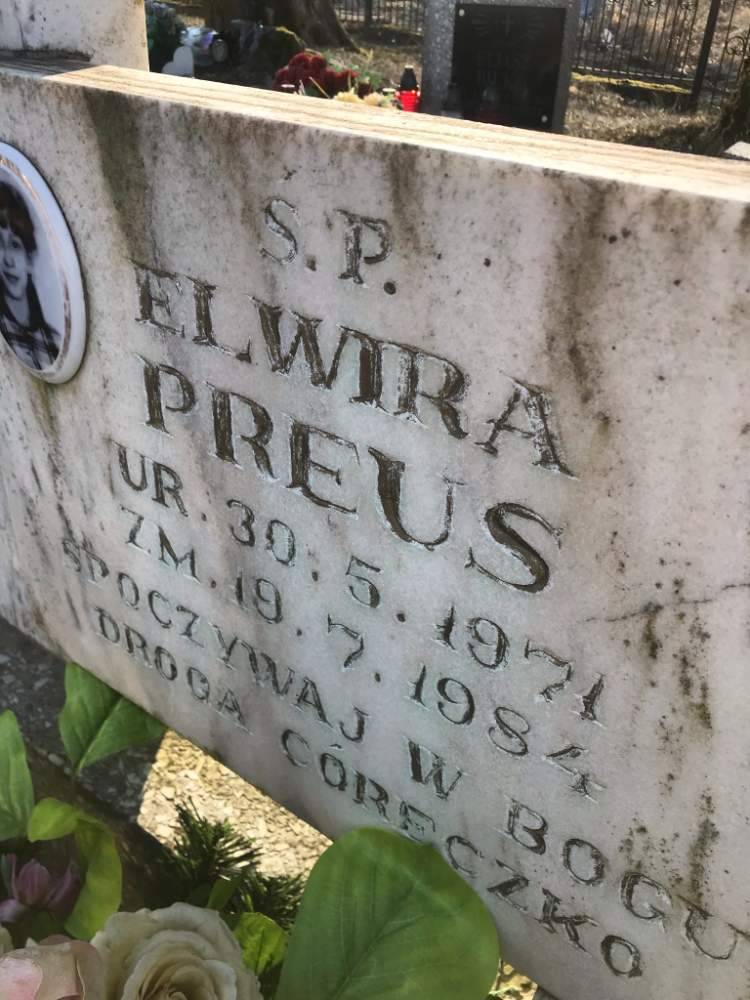 Ś.P.
ELWIRA
PREUS
UR. 30.5.1971
ZM.19.7.1984
SPOCZYWAJ W BOGU
DROGA CÓRECZKO